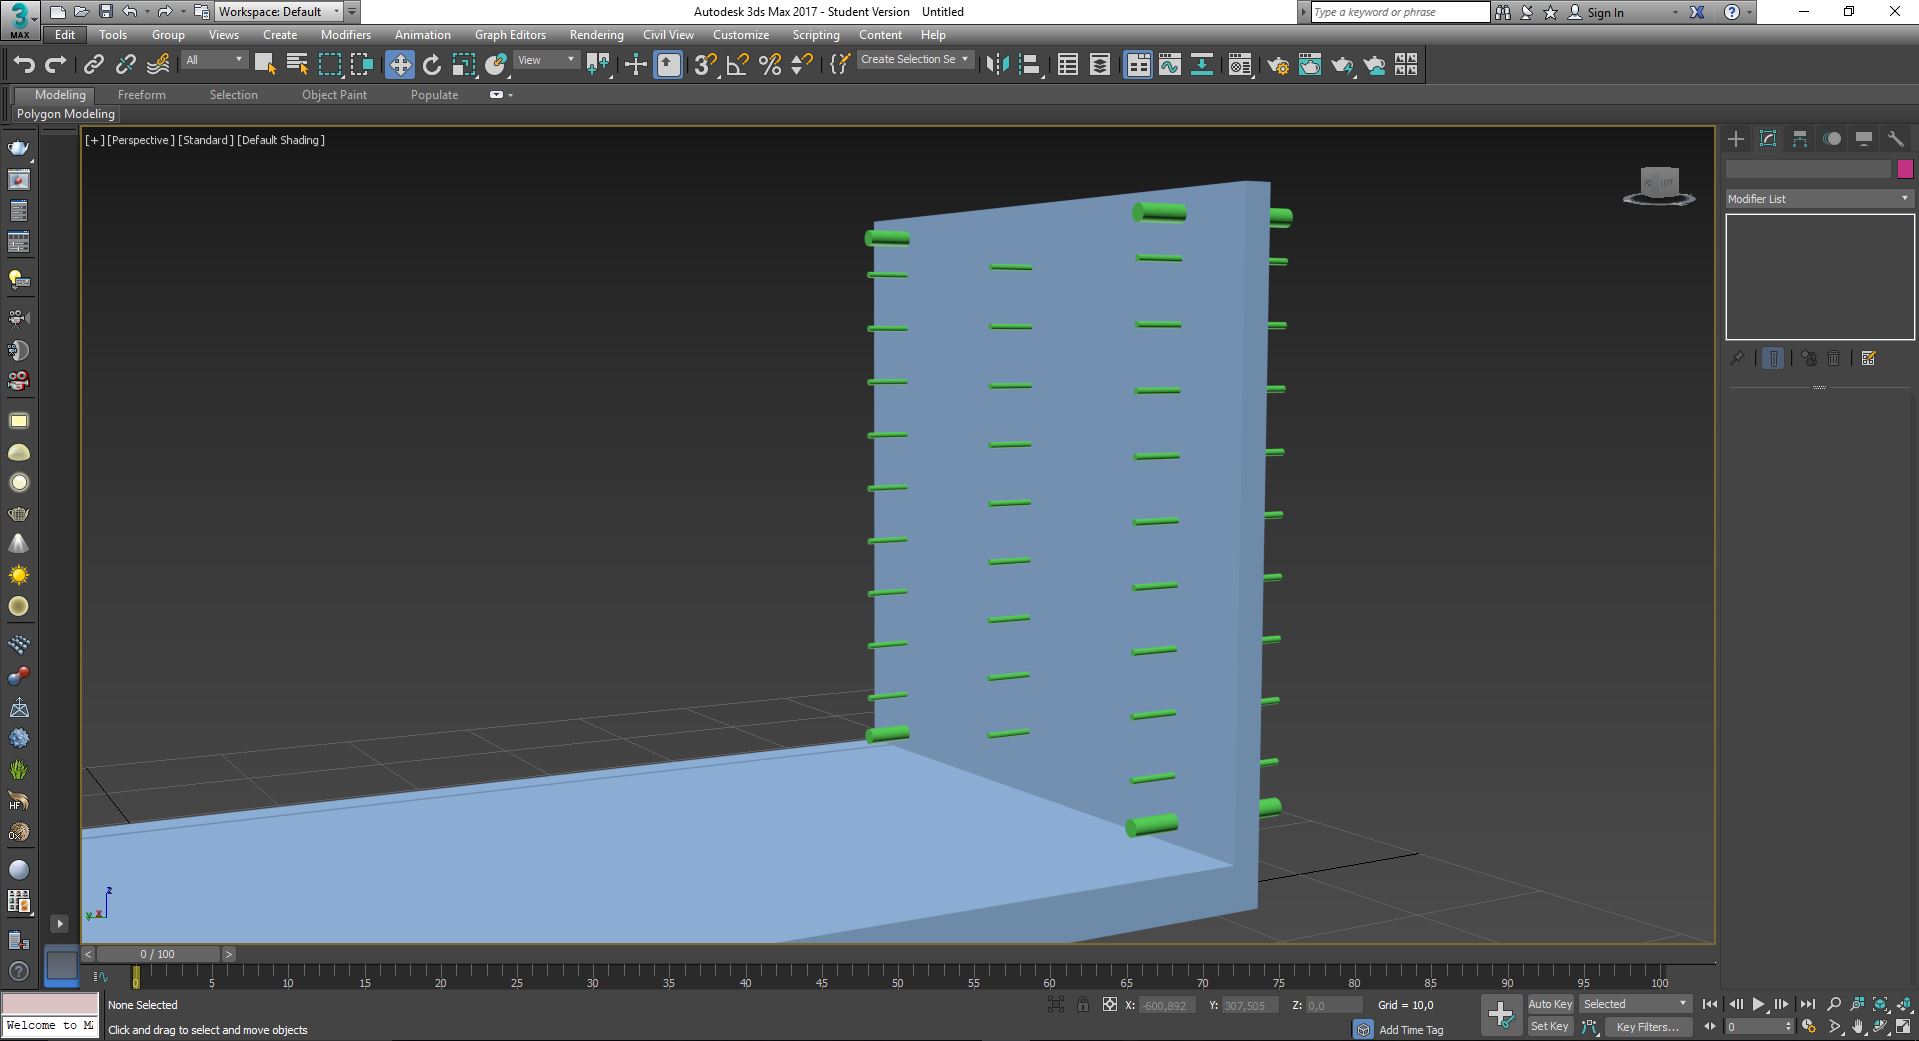 Workspace: Default
Autodesk 3ds Max 2017 - Student Version Untitled
Type a keyword or phrase
Sign In
3
MAX
Edit Tools Group Views Create Modifiers Animation Graph Editors Rendering Civil View Customize Scripting Content Help
All
View
3
Create Selection Se
Modeling Freeform Selection Object Paint Populate
Polygon Modeling
[+] [Perspective] [Standard] [Default Shading]
LEFT
Modifier List
HF
Ox
z
y x
< 0 / 100 >
0 5 10 15 20 25 30 35 40 45 50 55 60 65 70 75 80 85 90 95 100
None Selected
X: -600,892 Y: 307,505 Z: 0,0 Grid = 10,0
Auto Key Selected
Welcome to M
Click and drag to select and move objects
Add Time Tag
Set Key Key Filters...
0